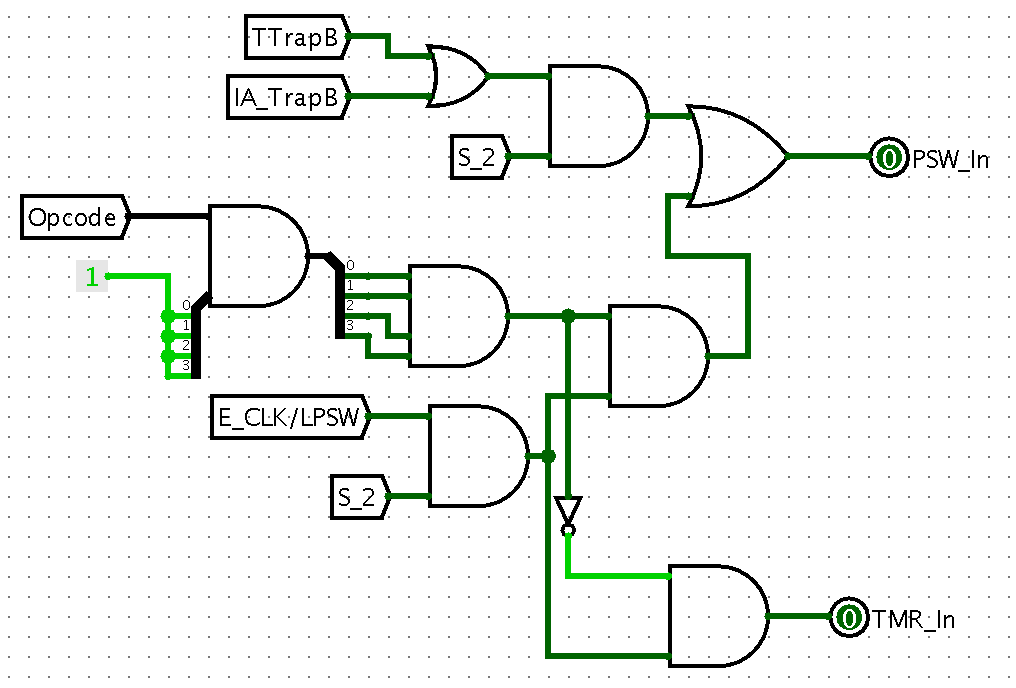 TTrapB
IA_TrapB
S_2
PSW_In
Opcode
1
0
1
2
3
0
1
2
3
E_CLK/LPSW
S_2
0
0
TMR_In